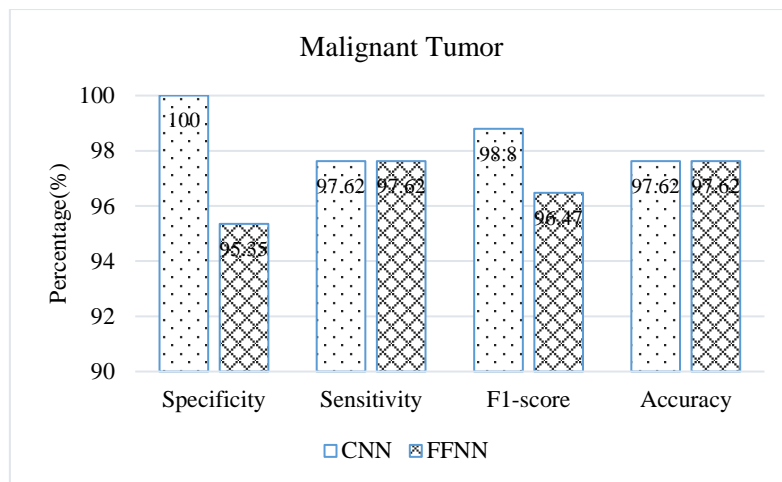 Malignant Tumor
Percentage(%)
100
98
96
94
92
90
100
95.35
97.62
97.62
98.8
96.47
97.62
97.62
Specificity
Sensitivity
F1-score
Accuracy
CNN
FFNN